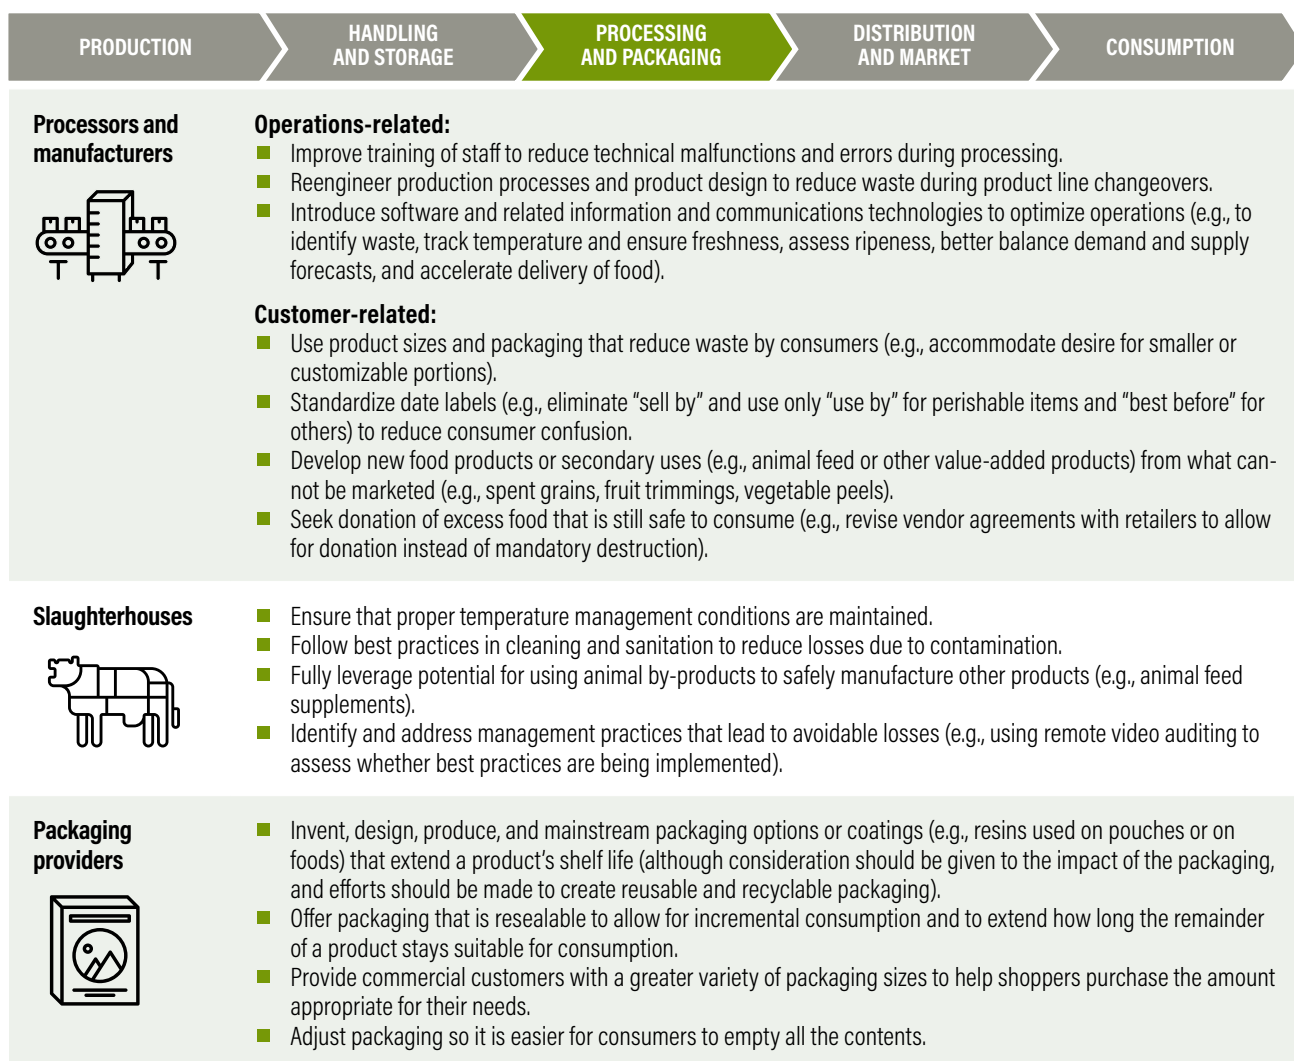 PRODUCTION
HANDLING
AND STORAGE
PROCESSING
AND PACKAGING
DISTRIBUTION
AND MARKET
CONSUMPTION
Processors and
manufacturers
Operations-related:
■ Improve training of staff to reduce technical malfunctions and errors during processing.
■ Reengineer production processes and product design to reduce waste during product line changeovers.
■ Introduce software and related information and communications technologies to optimize operations (e.g., to
identify waste, track temperature and ensure freshness, assess ripeness, better balance demand and supply
forecasts, and accelerate delivery of food).
Customer-related:
■ Use product sizes and packaging that reduce waste by consumers (e.g., accommodate desire for smaller or
customizable portions).
■ Standardize date labels (e.g., eliminate “sell by” and use only “use by” for perishable items and “best before” for
others) to reduce consumer confusion.
■ Develop new food products or secondary uses (e.g., animal feed or other value-added products) from what can-
not be marketed (e.g., spent grains, fruit trimmings, vegetable peels).
■ Seek donation of excess food that is still safe to consume (e.g., revise vendor agreements with retailers to allow
for donation instead of mandatory destruction).
Slaughterhouses
■ Ensure that proper temperature management conditions are maintained.
■ Follow best practices in cleaning and sanitation to reduce losses due to contamination.
■ Fully leverage potential for using animal by-products to safely manufacture other products (e.g., animal feed
supplements).
■ Identify and address management practices that lead to avoidable losses (e.g., using remote video auditing to
assess whether best practices are being implemented).
Packaging
providers
■ Invent, design, produce, and mainstream packaging options or coatings (e.g., resins used on pouches or on
foods) that extend a product’s shelf life (although consideration should be given to the impact of the packaging,
and efforts should be made to create reusable and recyclable packaging).
■ Offer packaging that is resealable to allow for incremental consumption and to extend how long the remainder
of a product stays suitable for consumption.
■ Provide commercial customers with a greater variety of packaging sizes to help shoppers purchase the amount
appropriate for their needs.
■ Adjust packaging so it is easier for consumers to empty all the contents.